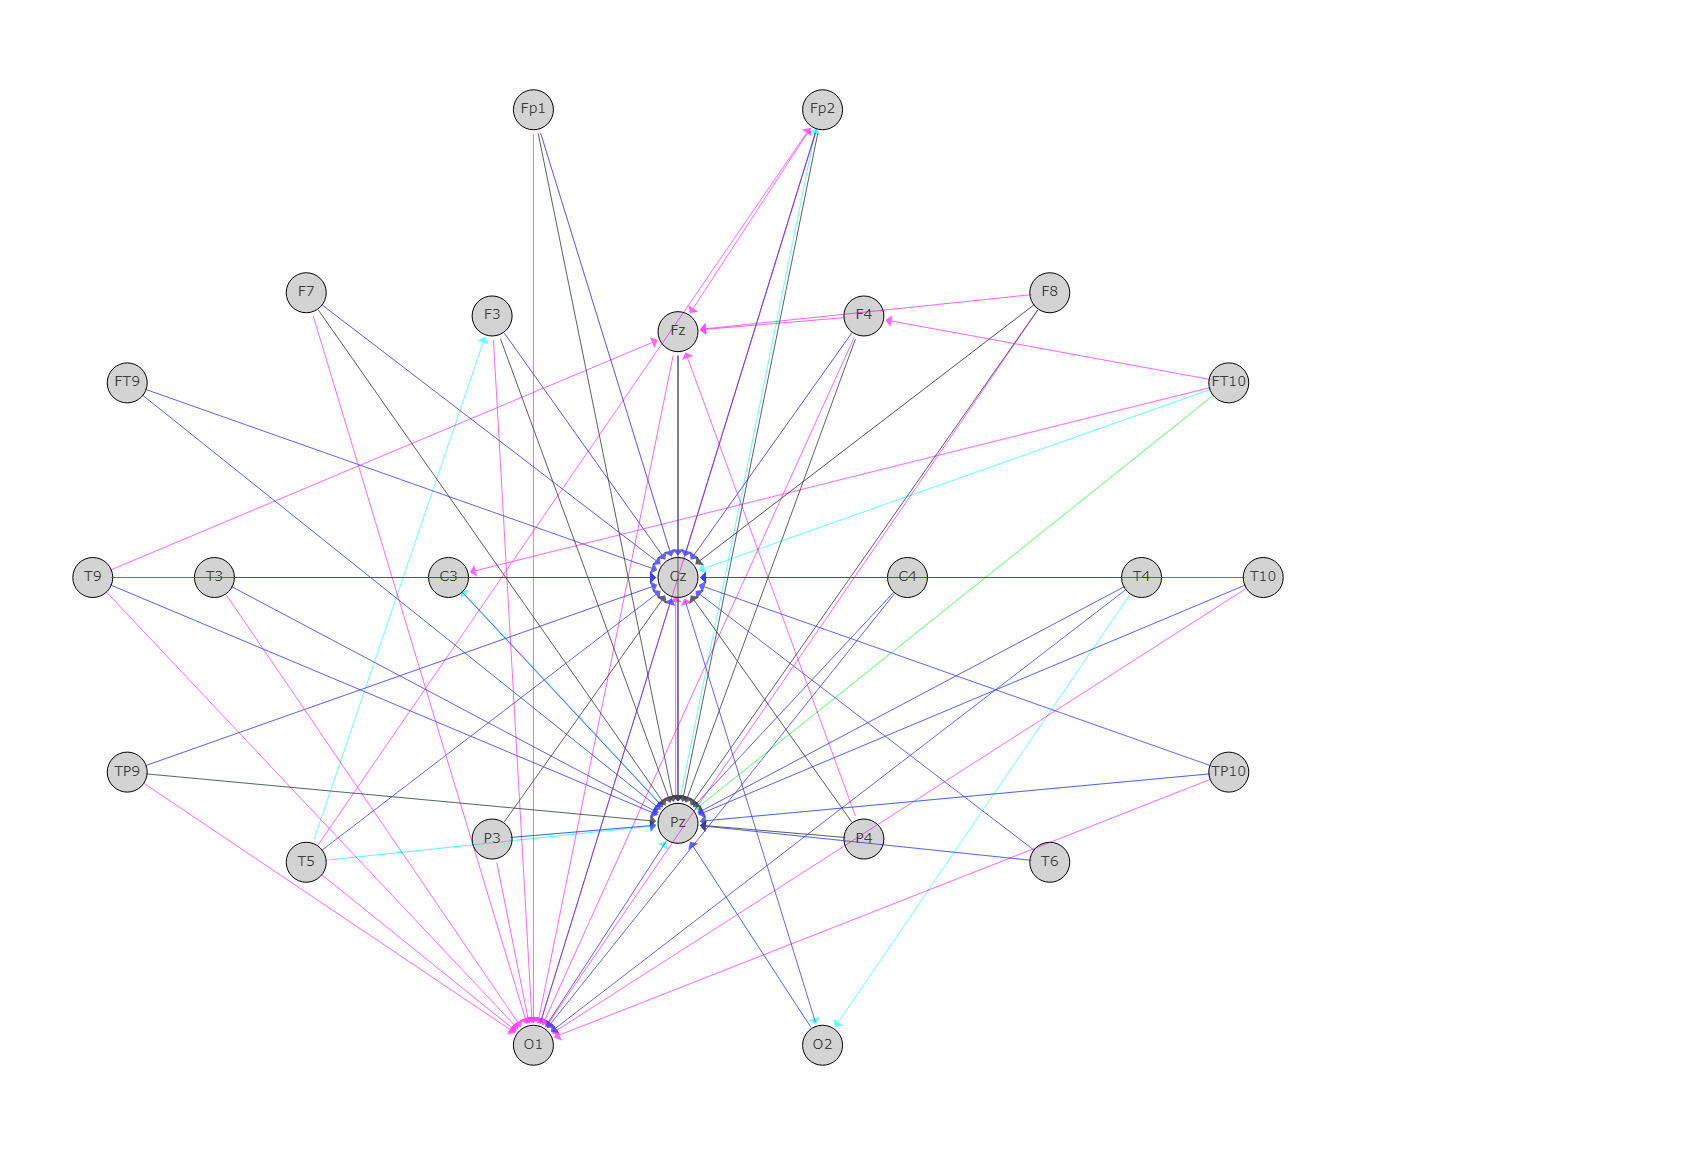 Fp1 Fp2
F7 F3 Fz F4 F8
FT9 FT10
T9 T3 C3 Cz C4 T4 T10
TP9 TP10
T5 P3 Pz P4 T6
O1 O2